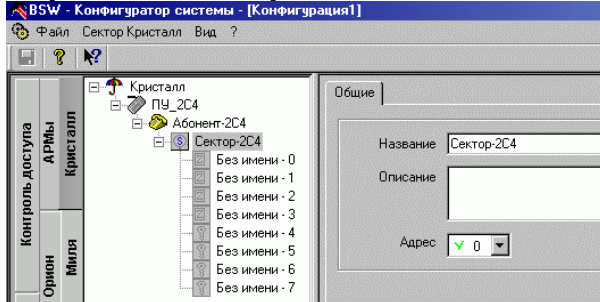 BSW - Конфигуратор системы - [Конфигурация1]
Файл Сектор Кристалл Вид ?
Контроль доступа
АРМы
Кристалл
Орион
Миля
Кристалл
ПУ_2С4
Абонент-2С4
Сектор-2С4
Без имени - 0
Без имени - 1
Без имени - 2
Без имени - 3
Без имени - 4
Без имени - 5
Без имени - 6
Без имени - 7
Общие
Название Сектор-2С4
Описание
Адрес 0